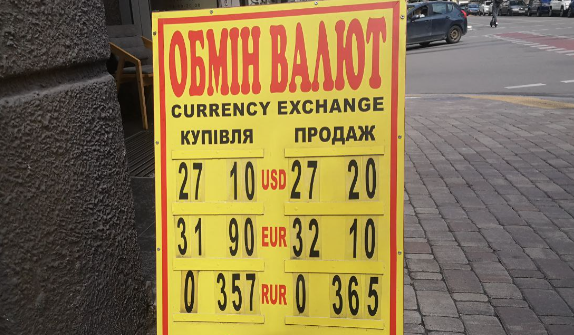 ОБМІН ВАЛЮТ
CURRENCY EXCHANGE
КУПІВЛЯ ПРОДАЖ
27 10 USD 27 20
31 90 EUR 32 10
0 357 RUR 0 365